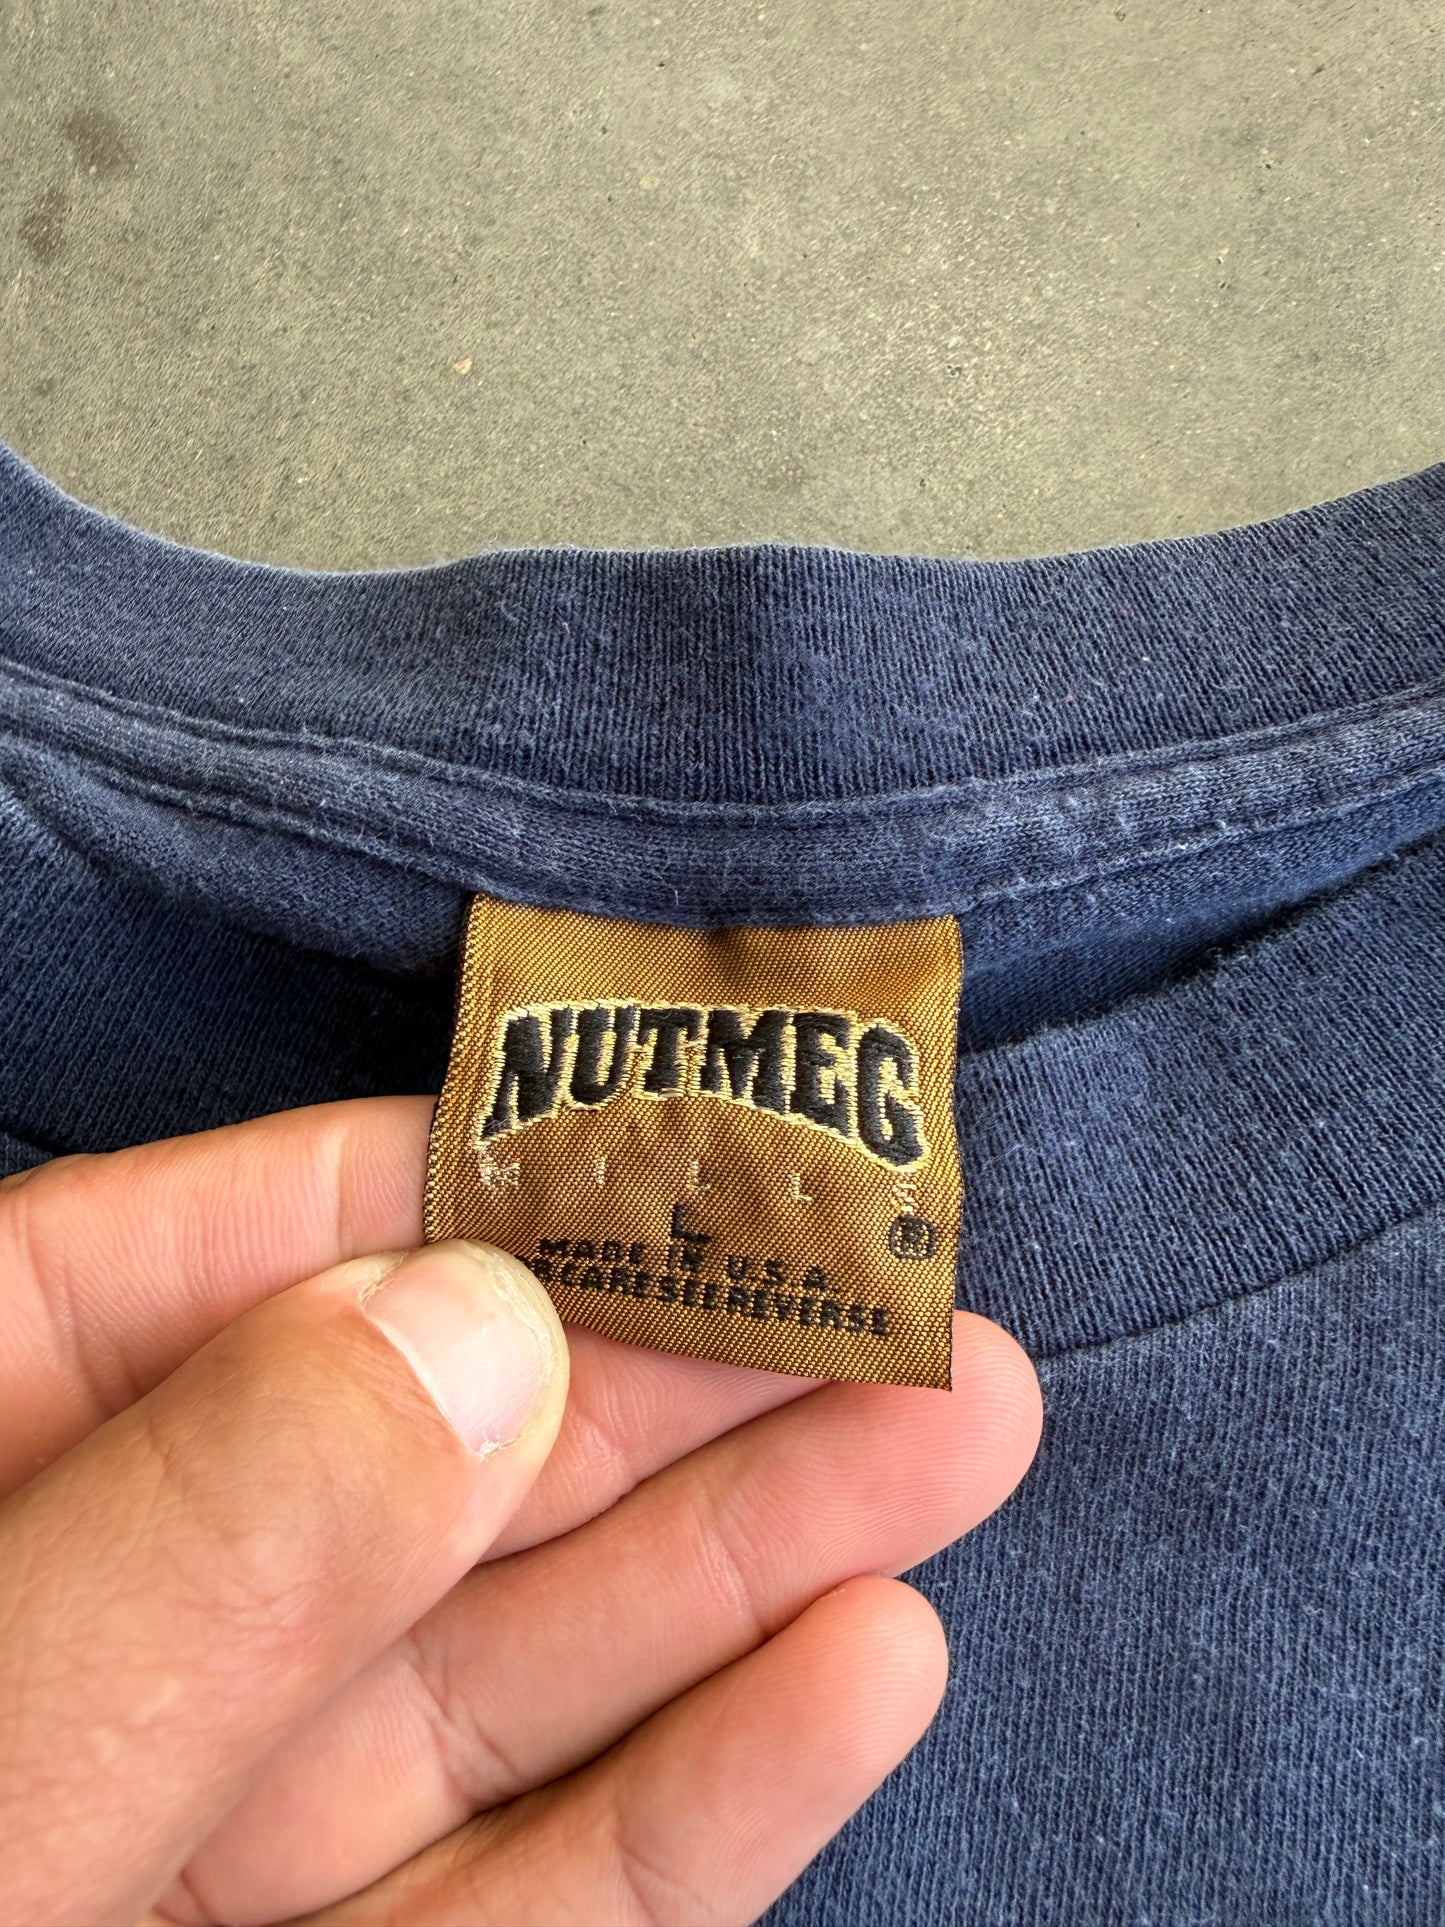 NUTMEG
MILLS
L ®
MADE IN U.S.A.
CARE SEE REVERSE